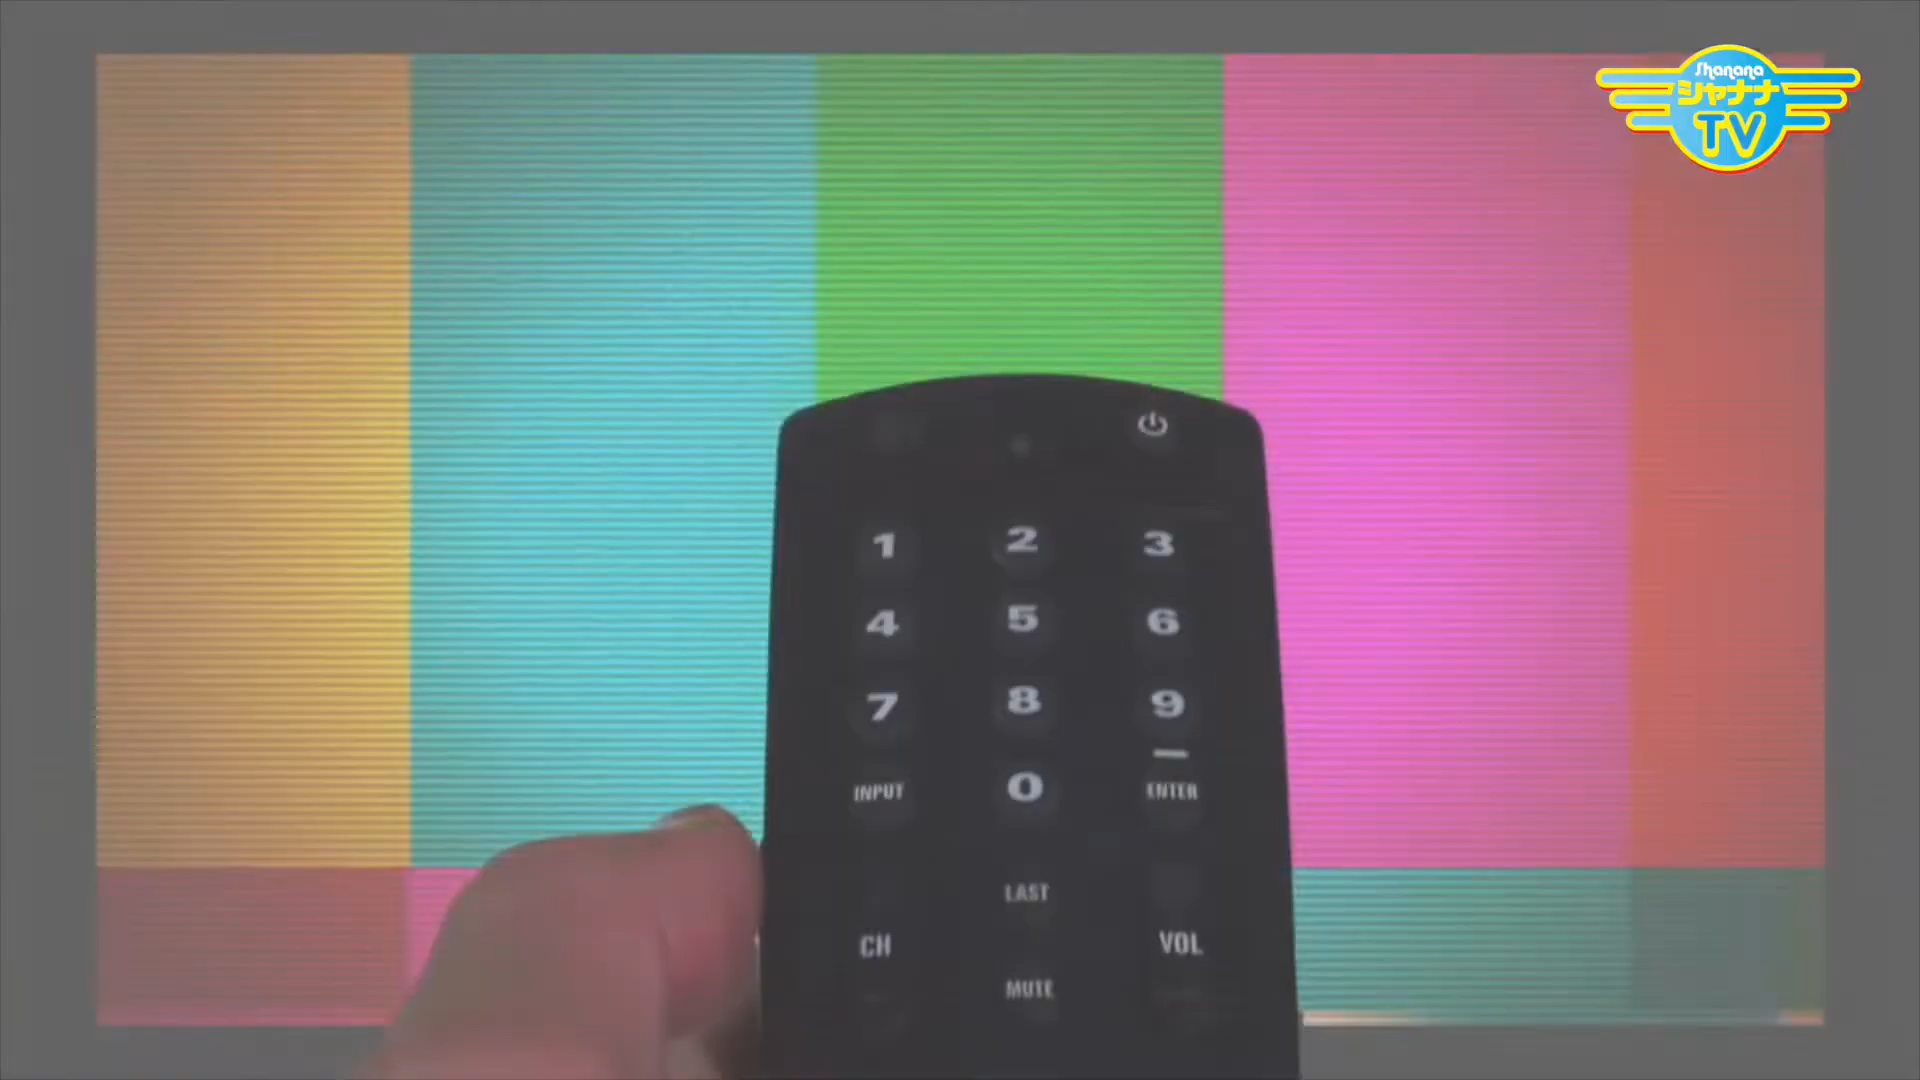 Shanana
シャナナ
TV
1 2 3
4 5 6
7 8 9
INPUT 0 ENTER
LAST
CH VOL
MUTE